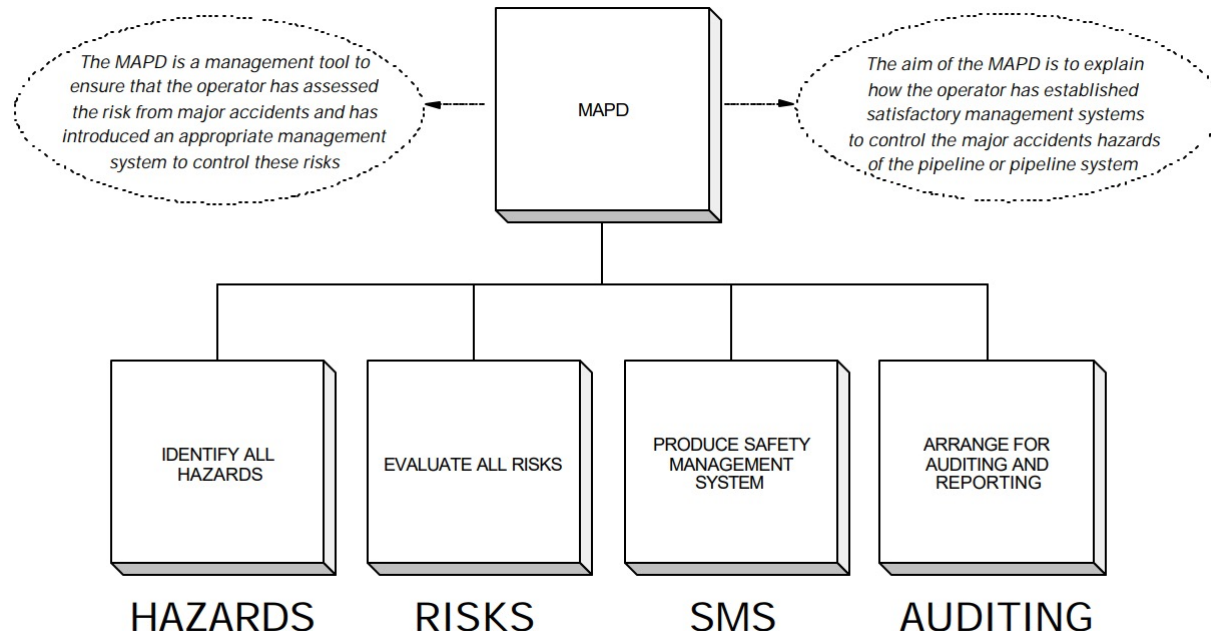 The MAPD is a management tool to
ensure that the operator has assessed
the risk from major accidents and has
introduced an appropriate management
system to control these risks
MAPD
The aim of the MAPD is to explain
how the operator has established
satisfactory management systems
to control the major accidents hazards
of the pipeline or pipeline system
IDENTIFY ALL
HAZARDS
EVALUATE ALL RISKS
PRODUCE SAFETY
MANAGEMENT
SYSTEM
ARRANGE FOR
AUDITING AND
REPORTING
HAZARDS
RISKS
SMS
AUDITING